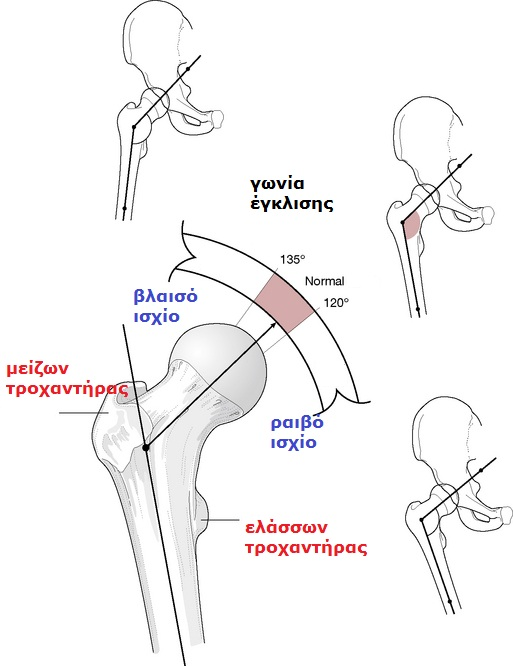 γωνία
έγκλισης
135°
Normal
120°
βλαισό
ισχίο
μείζων
τροχαντήρας
ραιβό
ισχίο
ελάσσων
τροχαντήρας